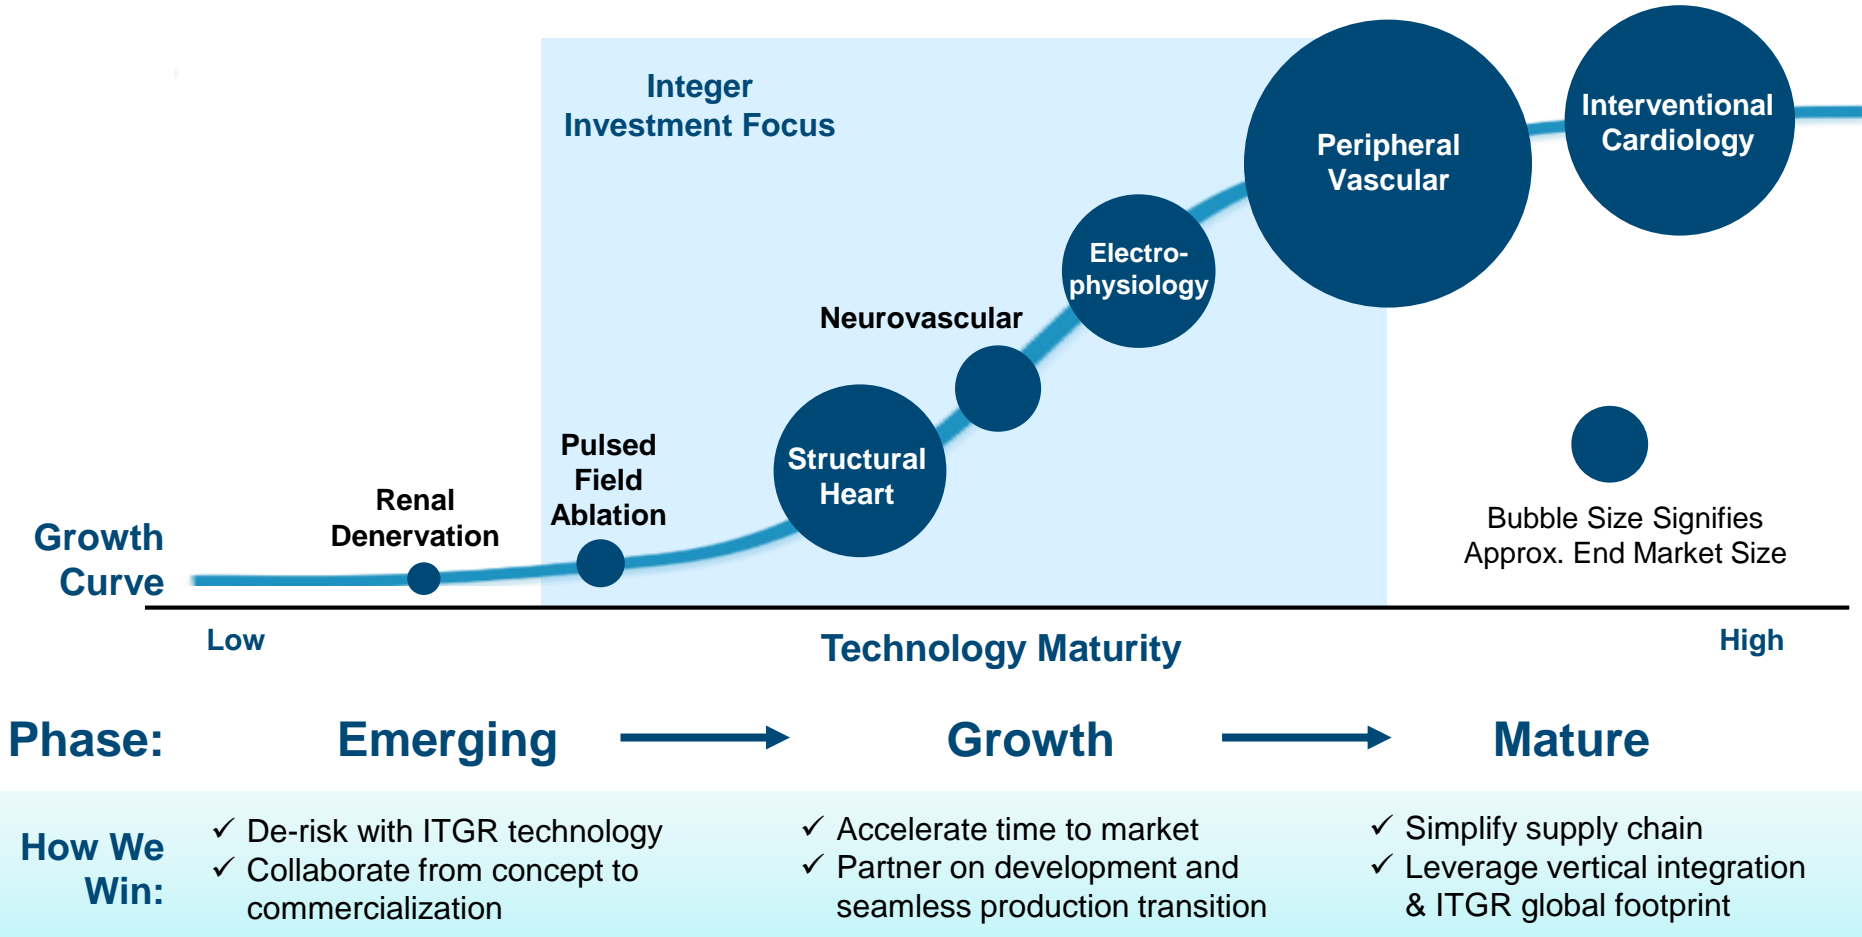 Integer
Investment Focus
Interventional
Cardiology
Peripheral
Vascular
Electro-
physiology
Neurovascular
Structural
Heart
Pulsed
Field
Ablation
Renal
Denervation
Growth
Curve
Bubble Size Signifies
Approx. End Market Size
Low
Technology Maturity
High
Phase:
Emerging
Growth
Mature
How We
Win:
✓ De-risk with ITGR technology
✓ Collaborate from concept to
commercialization
✓ Accelerate time to market
✓ Partner on development and
seamless production transition
✓ Simplify supply chain
✓ Leverage vertical integration
& ITGR global footprint